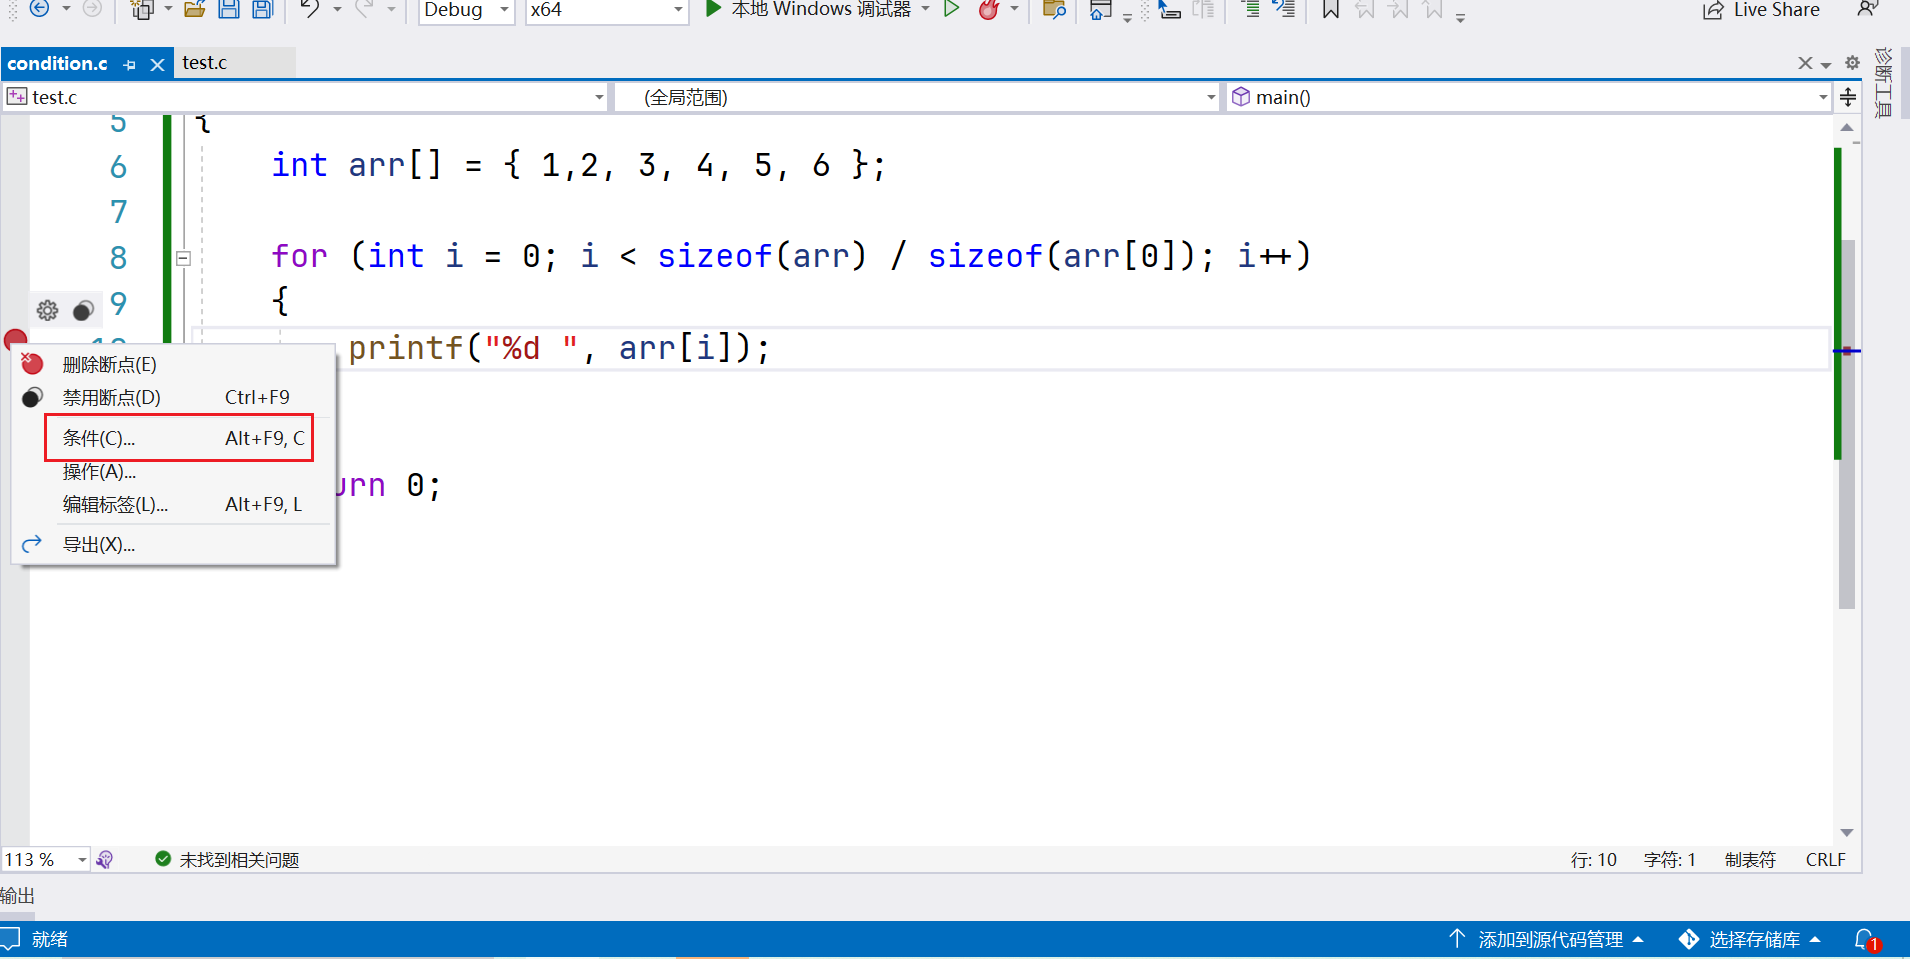 Debug
x64
本地 Windows 调试器
Live Share
condition.c
test.c
诊断工具
test.c
(全局范围)
main()
5 {
6 int arr[] = { 1,2, 3, 4, 5, 6 };
7
8 for (int i = 0; i < sizeof(arr) / sizeof(arr[0]); i++)
9 {
10 printf("%d ", arr[i]);
删除断点(E)
禁用断点(D) Ctrl+F9
条件(C)... Alt+F9, C
操作(A)...
urn 0;
编辑标签(L)... Alt+F9, L
导出(X)...
113 %
未找到相关问题
行: 10
字符: 1
制表符
CRLF
输出
就绪
添加到源代码管理
选择存储库
1